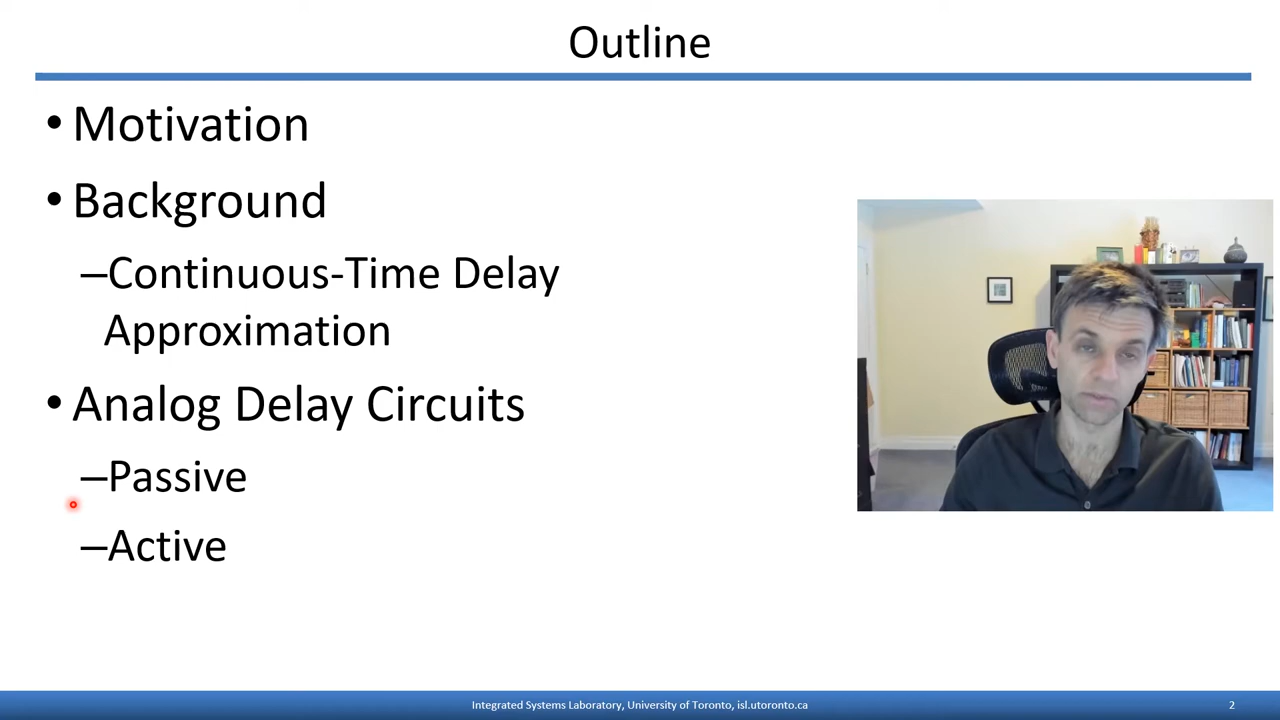 Outline
• Motivation
• Background
–Continuous-Time Delay
Approximation
• Analog Delay Circuits
–Passive
–Active
Integrated Systems Laboratory, University of Toronto, isl.utoronto.ca
2